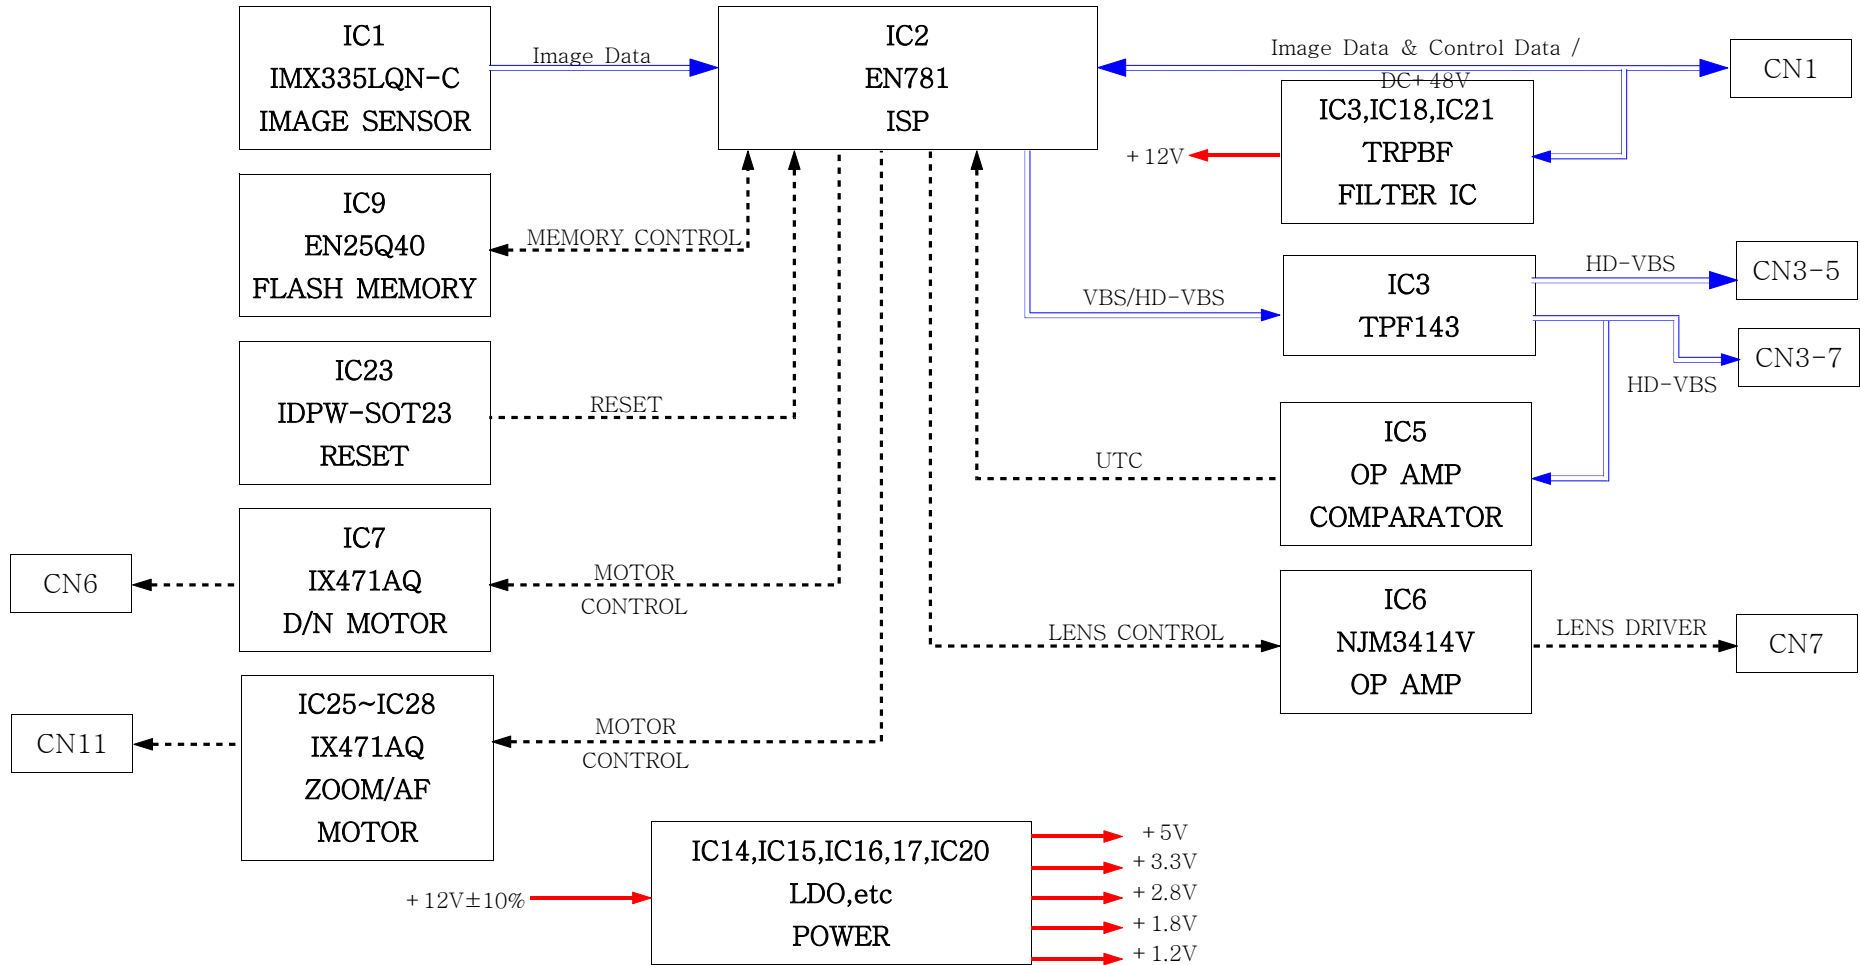 IC1
IMX335LQN-C
IMAGE SENSOR
Image Data
IC2
EN781
ISP
Image Data & Control Data /
DC+48V
CN1
IC3,IC18,IC21
TRPBF
FILTER IC
+12V
IC9
EN25Q40
FLASH MEMORY
MEMORY CONTROL
VBS/HD-VBS
IC3
TPF143
HD-VBS
CN3-5
CN3-7
HD-VBS
IC23
IDPW-SOT23
RESET
RESET
UTC
IC5
OP AMP
COMPARATOR
CN6
IC7
IX471AQ
D/N MOTOR
MOTOR
CONTROL
LENS CONTROL
IC6
NJM3414V
OP AMP
LENS DRIVER
CN7
CN11
IC25~IC28
IX471AQ
ZOOM/AF
MOTOR
MOTOR
CONTROL
+12V±10%
IC14,IC15,IC16,17,IC20
LDO,etc
POWER
+5V
+3.3V
+2.8V
+1.8V
+1.2V